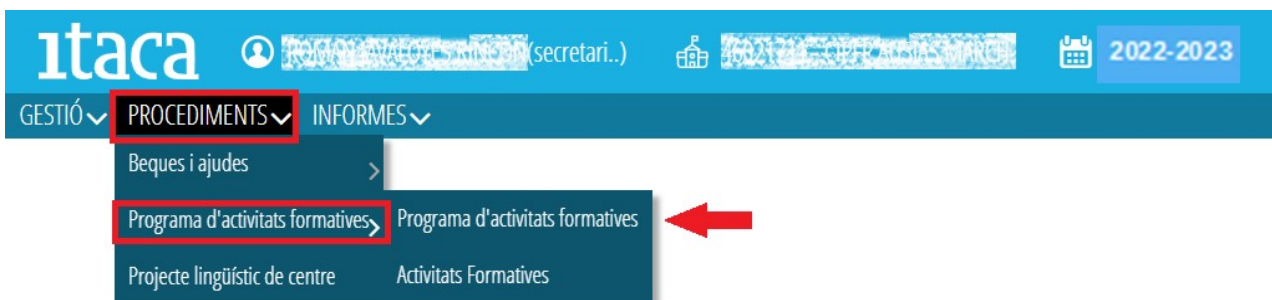 ıtaca (secretari..) 2022-2023
GESTIÓ PROCEDIMENTS INFORMES
Beques i ajudes
Programa d'activitats formatives Programa d'activitats formatives
Projecte lingüístic de centre Activitats Formatives